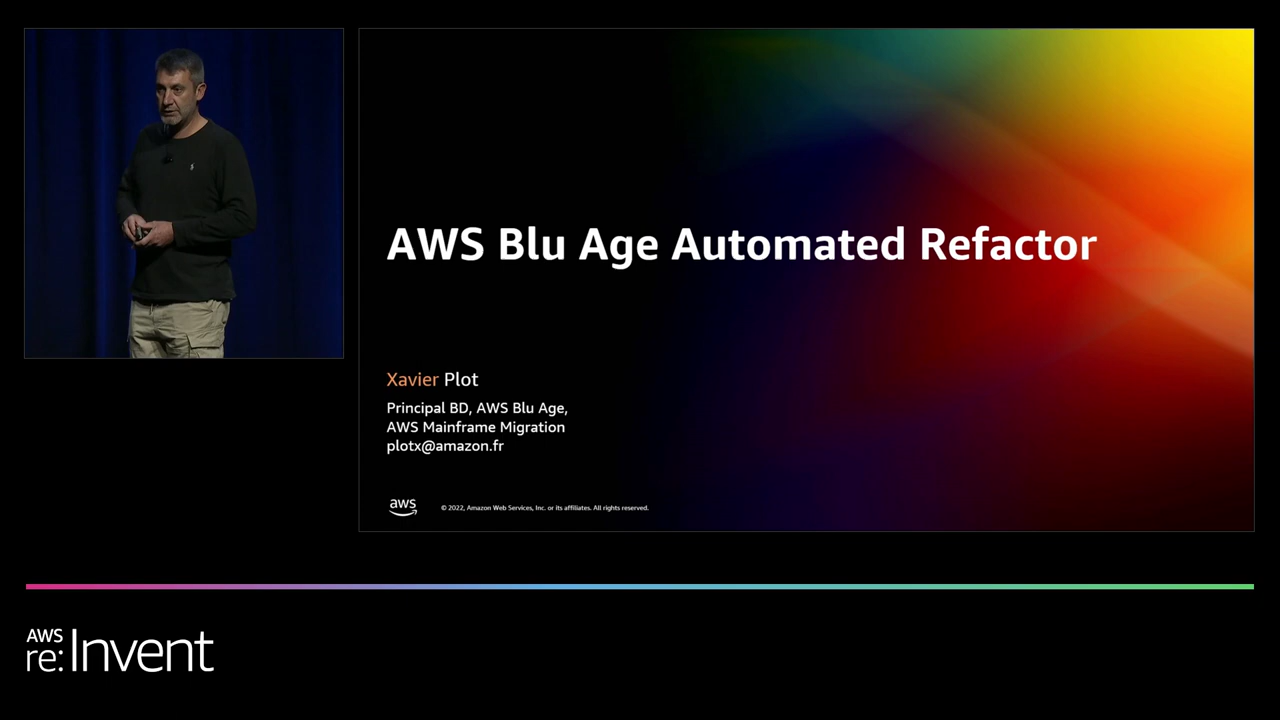 AWS Blu Age Automated Refactor
Xavier Plot
Principal BD, AWS Blu Age,
AWS Mainframe Migration
plotx@amazon.fr
aws
© 2022, Amazon Web Services, Inc. or its affiliates. All rights reserved.
AWS
re:Invent